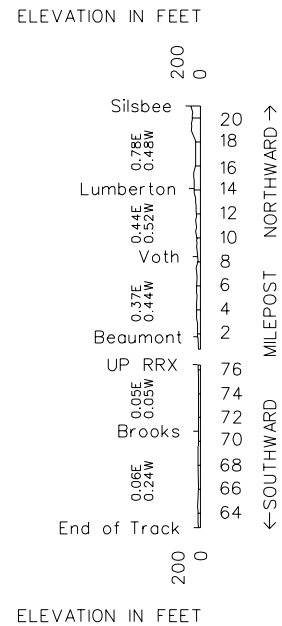 ELEVATION IN FEET
200
0
Silsbee
20
18
0.78E
0.48W
16
Lumberton
14
12
0.44E
0.52W
10
Voth
8
6
0.37E
0.44W
4
Beaumont
2
NORTHWARD →
MILEPOST
UP RRX
76
0.05E
0.05W
74
72
Brooks
70
68
0.06E
0.24W
66
64
End of Track
←SOUTHWARD
200
0
ELEVATION IN FEET